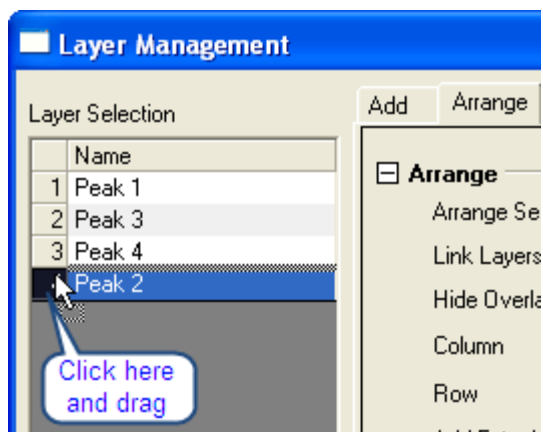 Layer Management
Layer Selection
Add Arrange
Name
1 Peak 1
2 Peak 3
3 Peak 4
Peak 2
Arrange
Arrange Se
Link Layers
Hide Overla
Column
Row
Click here
and drag